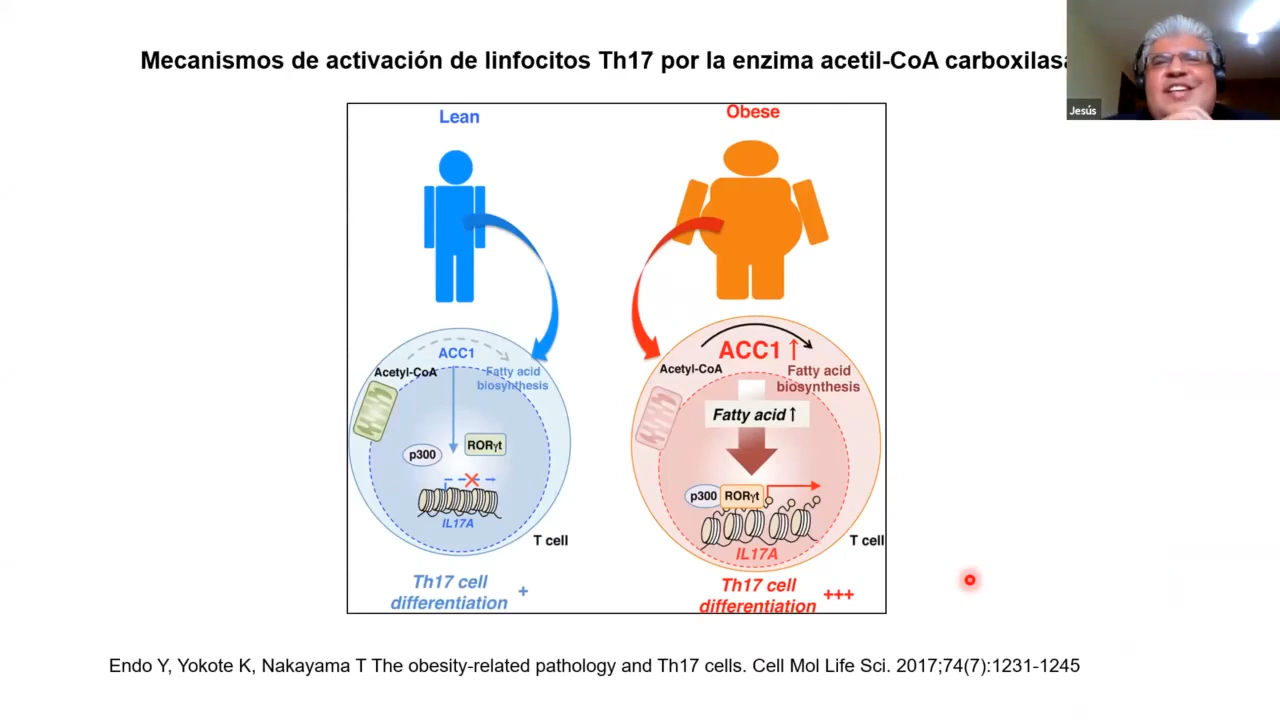 Mecanismos de activación de linfocitos Th17 por la enzima acetil-CoA carboxilasa
Jesús
Lean
Obese
ACC1
Acetyl-CoA
Fatty acid
biosynthesis
p300
RORγt
IL17A
T cell
Th17 cell
differentiation +
ACC1↑
Acetyl-CoA
Fatty acid
biosynthesis
Fatty acid ↑
p300
RORγt
IL17A
T cell
Th17 cell
differentiation +++
Endo Y, Yokote K, Nakayama T The obesity-related pathology and Th17 cells. Cell Mol Life Sci. 2017;74(7):1231-1245